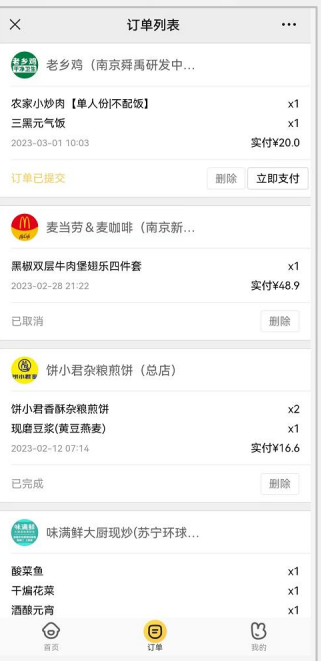 订单列表
老乡鸡
老乡鸡（南京舜禹研发中...
农家小炒肉【单人份|不配饭】 x1
三黑元气饭 x1
2023-03-01 10:03 实付¥20.0
订单已提交 删除 立即支付
麦当劳＆麦咖啡（南京新...
黑椒双层牛肉堡翅乐四件套 x1
2023-02-28 21:22 实付¥48.9
已取消 删除
饼小君杂粮煎饼（总店）
饼小君香酥杂粮煎饼 x2
现磨豆浆(黄豆燕麦) x1
2023-02-12 07:14 实付¥16.6
已完成 删除
味满鲜
味满鲜大厨现炒(苏宁环球...
酸菜鱼 x1
干煸花菜 x1
酒酿元宵 x1
首页 订单 我的